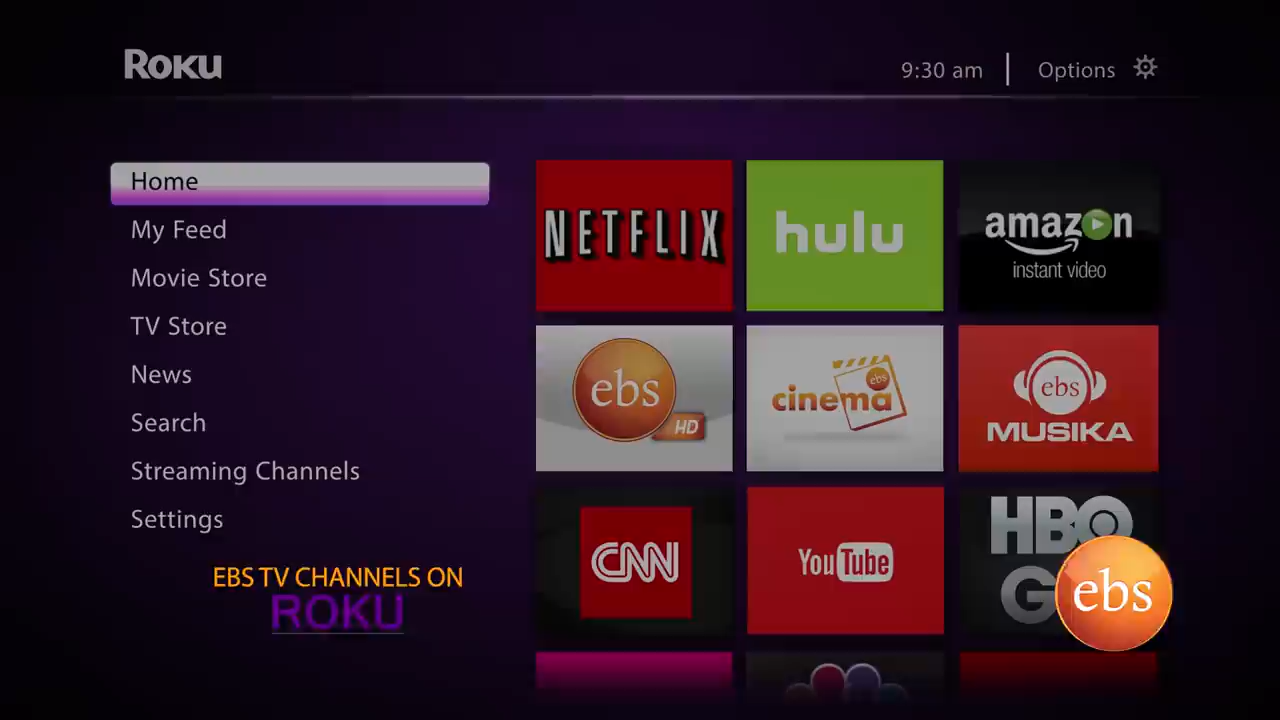 ROKU
9:30 am
Options
Home
My Feed
Movie Store
TV Store
News
Search
Streaming Channels
Settings
EBS TV CHANNELS ON
ROKU
NETFLIX
hulu
amazon
instant video
ebs
HD
cinema
ebs
ebs
MUSIKA
CNN
YouTube
HBO
G
ebs